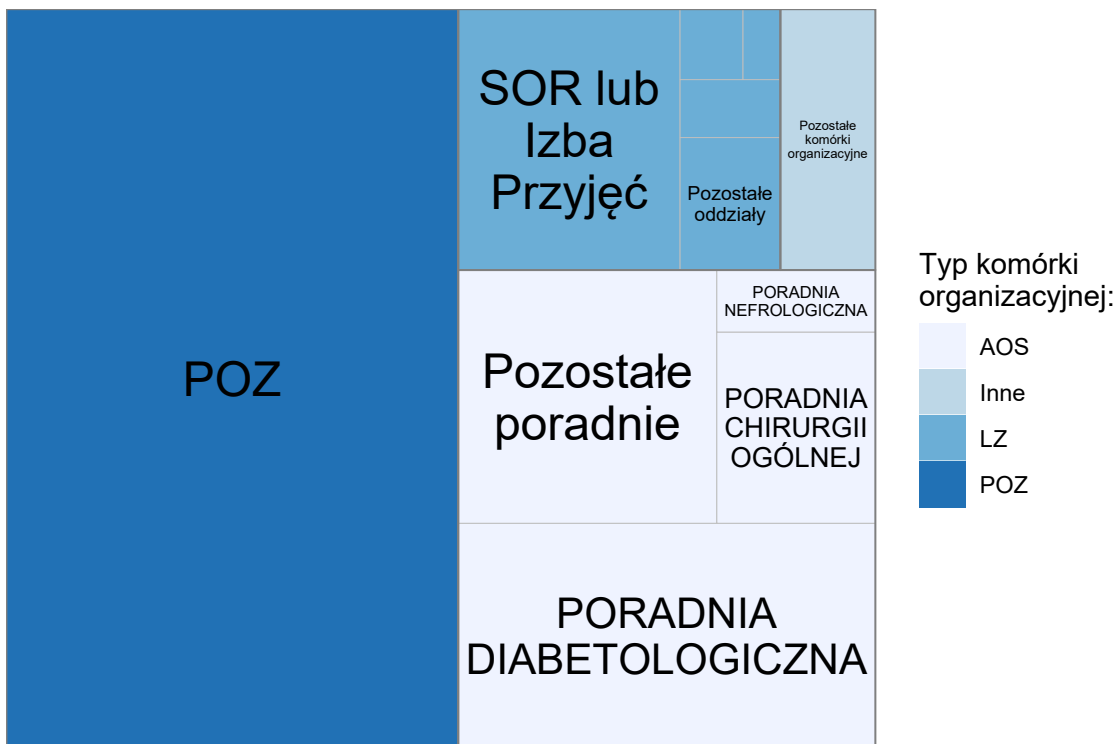 POZ
SOR lub
Izba
Przyjęć
Pozostałe
oddziały
Pozostałe
komórki
organizacyjne
Pozostałe
poradnie
PORADNIA
NEFROLOGICZNA
PORADNIA
CHIRURGII
OGÓLNEJ
PORADNIA
DIABETOLOGICZNA
Typ komórki
organizacyjnej:
AOS
Inne
LZ
POZ